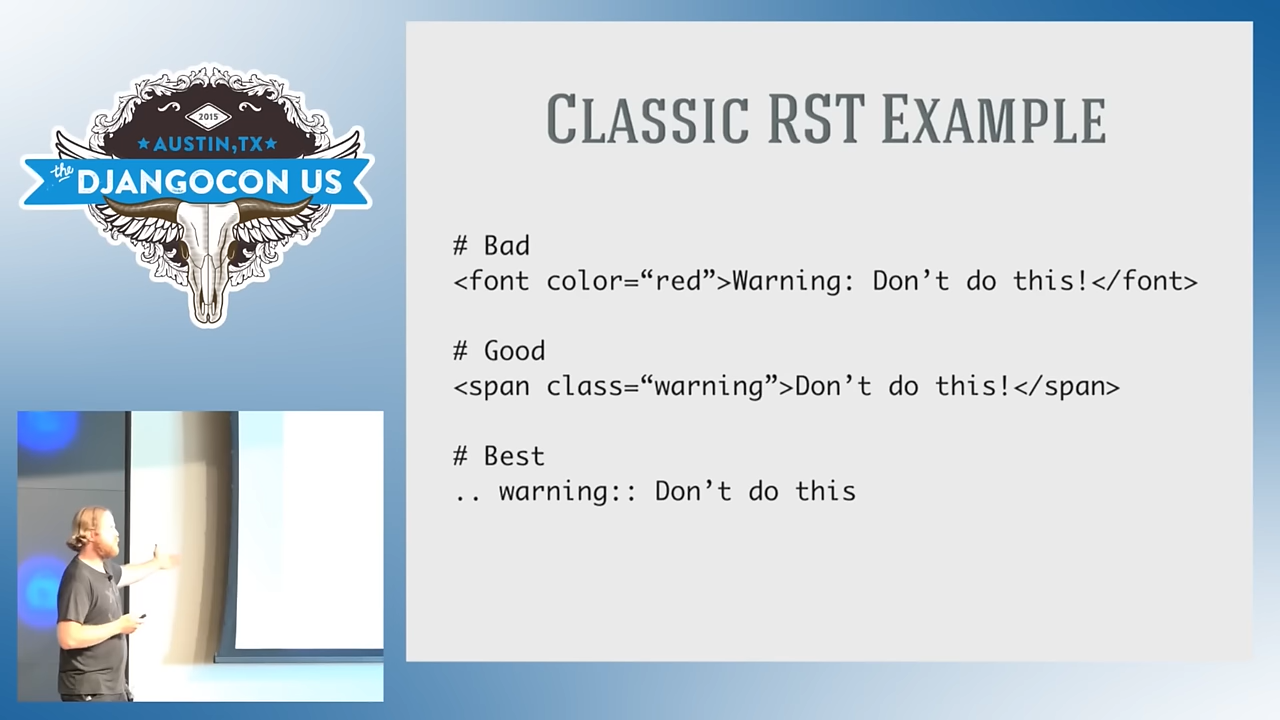 2015
AUSTIN, TX
the
DJANGOCON US
CLASSIC RST EXAMPLE
# Bad
<font color=“red”>Warning: Don’t do this!</font>
# Good
<span class=“warning”>Don’t do this!</span>
# Best
.. warning:: Don’t do this